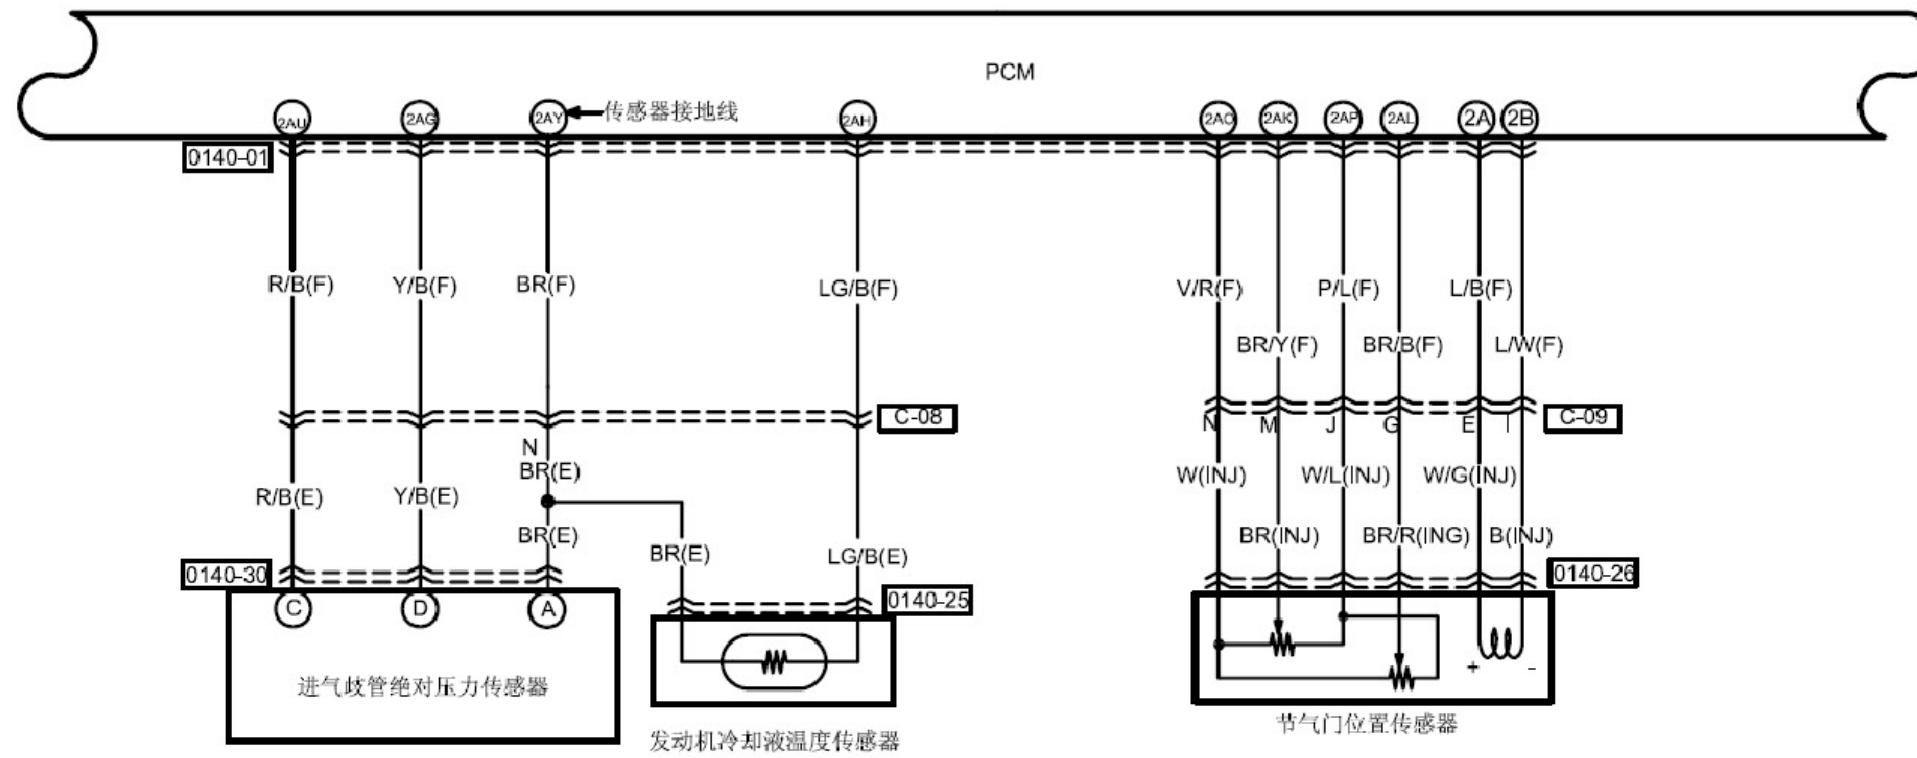 PCM
2AU
2AG
2AY
传感器接地线
2AH
2AO
2AK
2AP
2AL
2A
2B
0140-01
R/B(F)
Y/B(F)
BR(F)
LG/B(F)
V/R(F)
P/L(F)
L/B(F)
BR/Y(F)
BR/B(F)
L/W(F)
C-08
C-09
N
M
J
G
E
I
N
BR(E)
W(INJ)
W/L(INJ)
W/G(INJ)
R/B(E)
Y/B(E)
BR(E)
BR(INJ)
BR/R(ING)
B(INJ)
BR(E)
LG/B(E)
0140-30
0140-26
0140-25
C
D
A
+
-
进气歧管绝对压力传感器
节气门位置传感器
发动机冷却液温度传感器